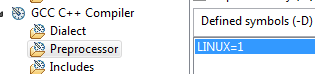 GCC C++ Compiler
Dialect
Preprocessor
Includes
Defined symbols (-D)
LINUX=1